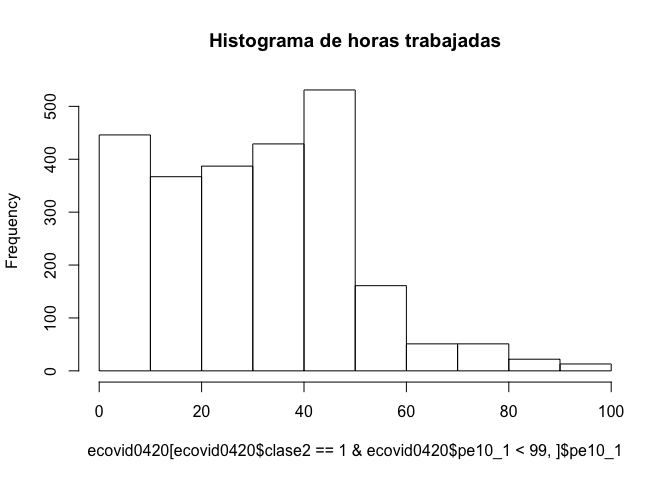 Histograma de horas trabajadas
Frequency
500
400
300
200
100
0
0 20 40 60 80 100
ecovid0420[ecovid0420$clase2 == 1 & ecovid0420$pe10_1 < 99, ]$pe10_1